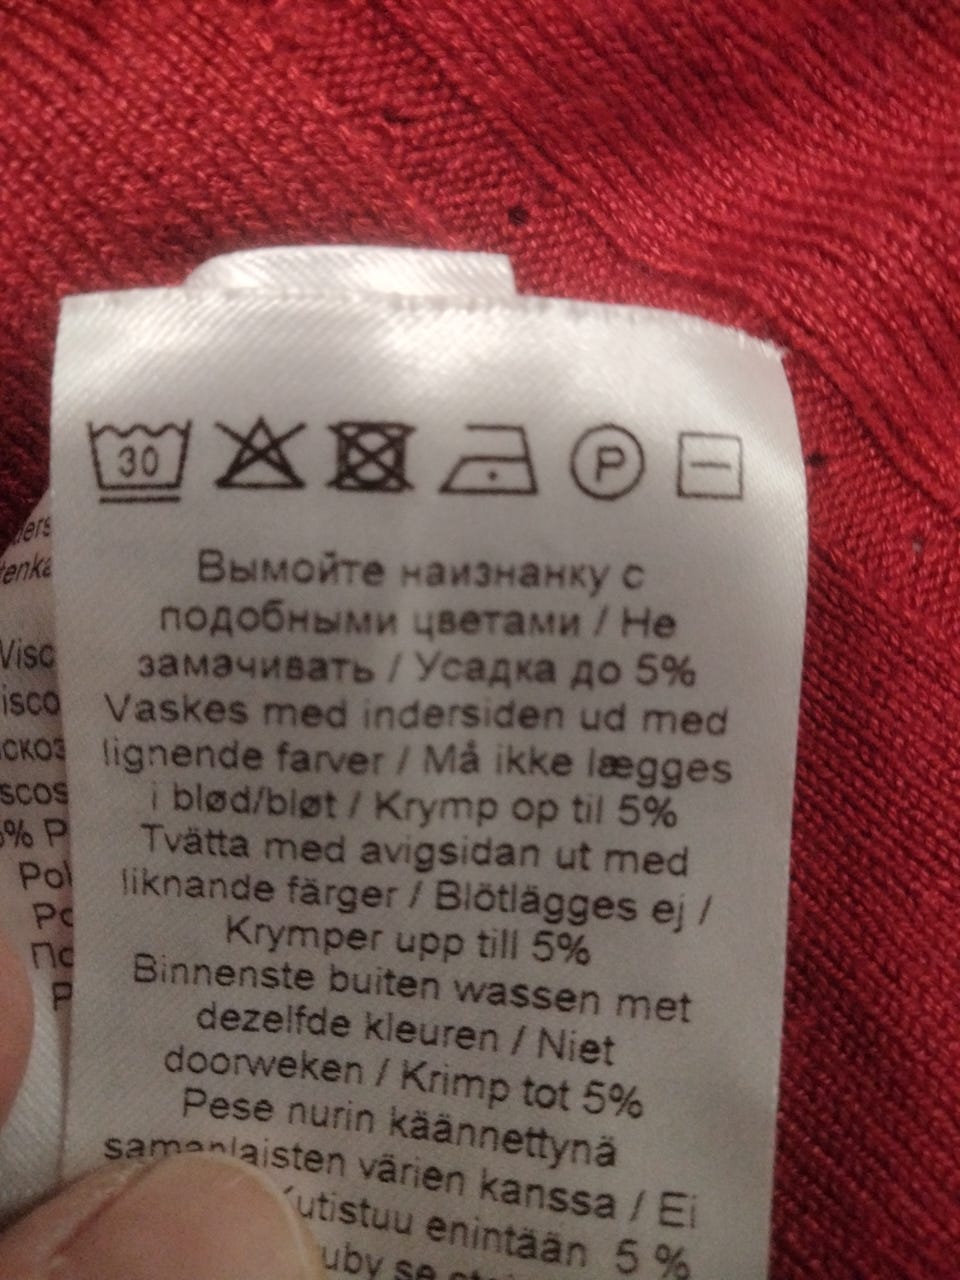 30
P
Вымойте наизнанку с
подобными цветами / Не
замачивать / Усадка до 5%
Vaskes med indersiden ud med
lignende farver / Må ikke lægges
i blød/bløt / Krymp op til 5%
Tvätta med avigsidan ut med
liknande färger / Blötlägges ej /
Krymper upp till 5%
Binnenste buiten wassen met
dezelfde kleuren / Niet
doorweken / Krimp tot 5%
Pese nurin käännettynä
samanlaisten värien kanssa / Ei
enintään 5 %
se